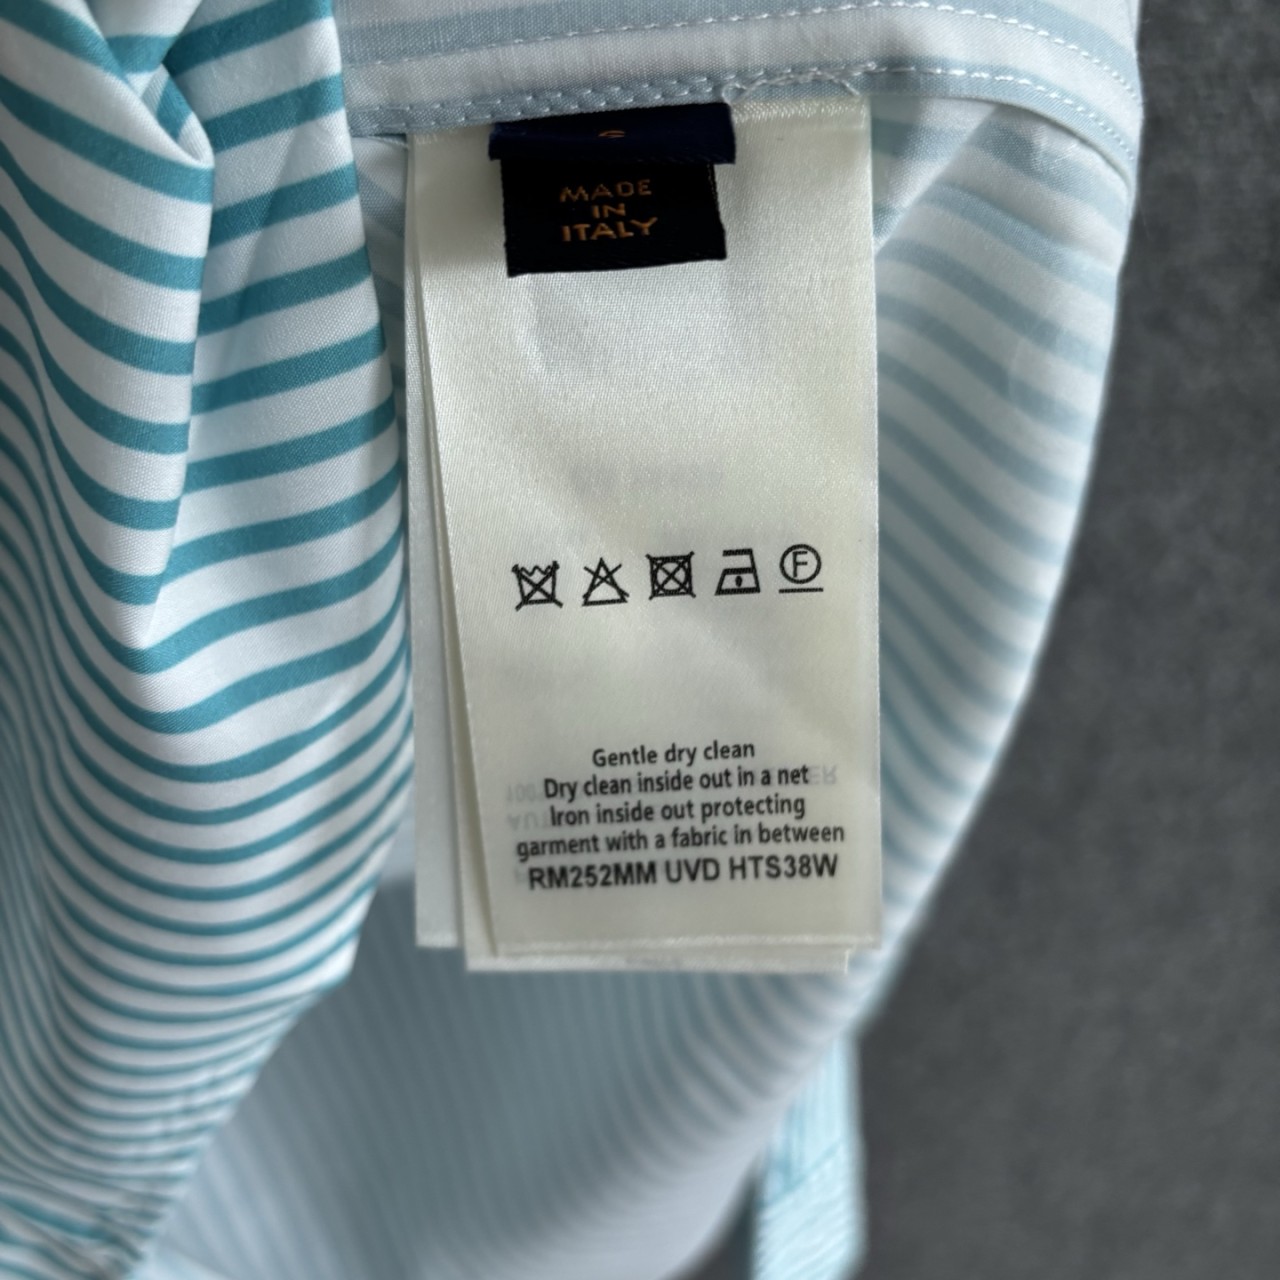 S
MADE
IN
ITALY
F
Gentle dry clean
Dry clean inside out in a net
Iron inside out protecting
garment with a fabric in between
RM252MM UVD HTS38W